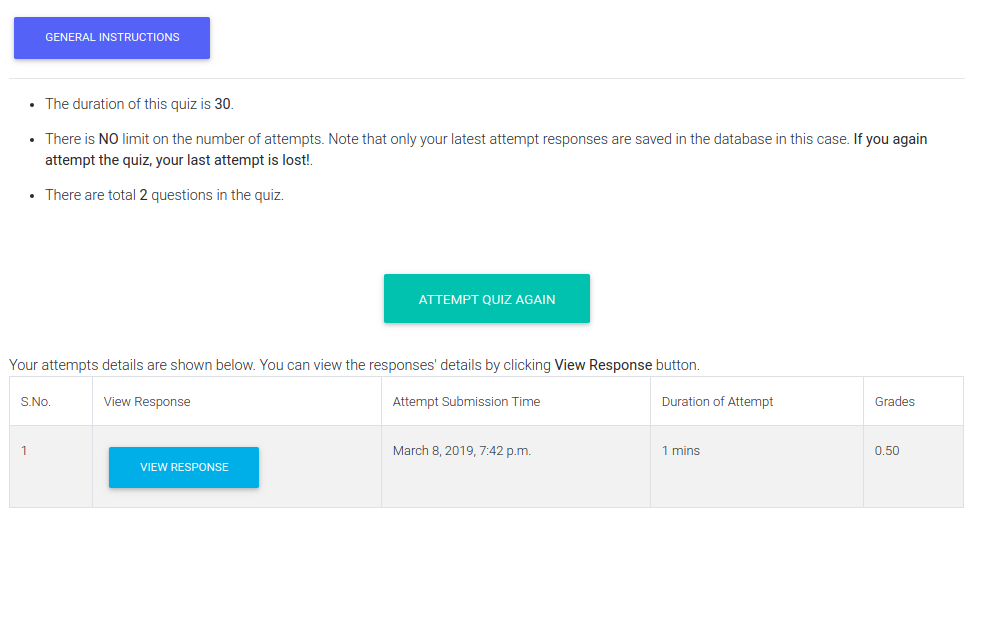 GENERAL INSTRUCTIONS
The duration of this quiz is 30.
There is NO limit on the number of attempts. Note that only your latest attempt responses are saved in the database in this case. If you again
attempt the quiz, your last attempt is lost!.
There are total 2 questions in the quiz.
ATTEMPT QUIZ AGAIN
Your attempts details are shown below. You can view the responses' details by clicking View Response button.
S.No. View Response Attempt Submission Time Duration of Attempt Grades
1 VIEW RESPONSE March 8, 2019, 7:42 p.m. 1 mins 0.50